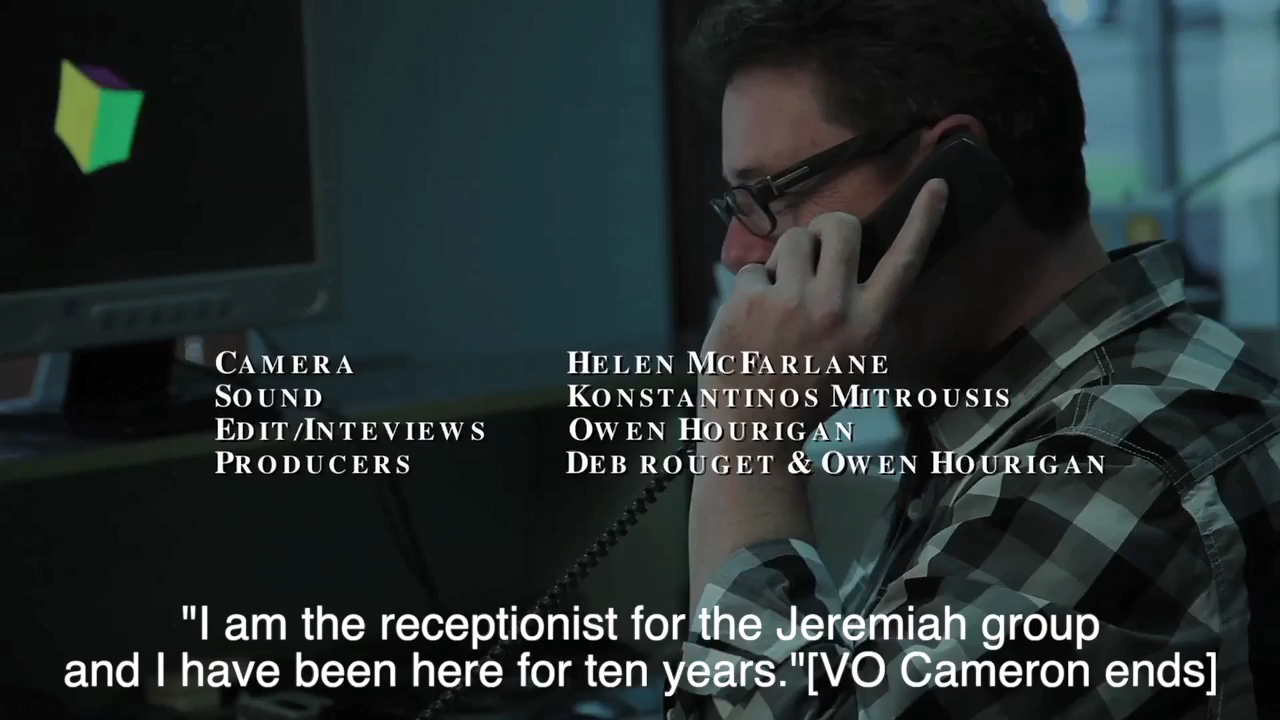 CAMERA HELEN MCFARLANE
SOUND KONSTANTINOS MITROUSIS
EDIT/INTEVIEWS OWEN HOURIGAN
PRODUCERS DEB ROUGET & OWEN HOURIGAN
"I am the receptionist for the Jeremiah group
and I have been here for ten years."[VO Cameron ends]